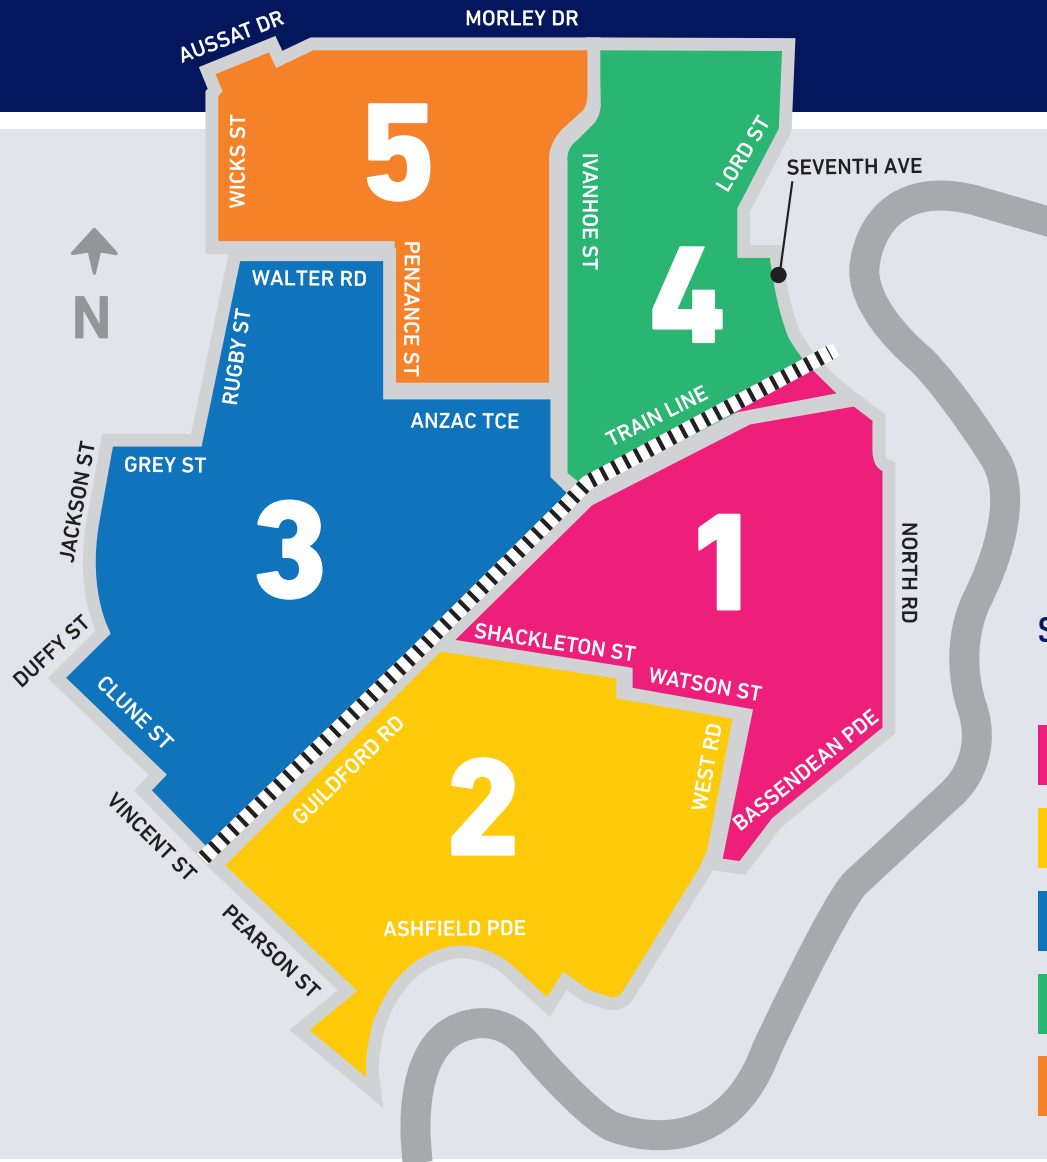 MORLEY DR
AUSSAT DR
5
WICKS ST
LORD ST
SEVENTH AVE
IVANHOE ST
PENZANCE ST
WALTER RD
4
N
RUGBY ST
TRAIN LINE
ANZAC TCE
GREY ST
JACKSON ST
3
1
NORTH RD
DUFFY ST
SHACKLETON ST
WATSON ST
CLUNE ST
GUILDFORD RD
WEST RD
BASSENDEAN PDE
2
VINCENT ST
PEARSON ST
ASHFIELD PDE